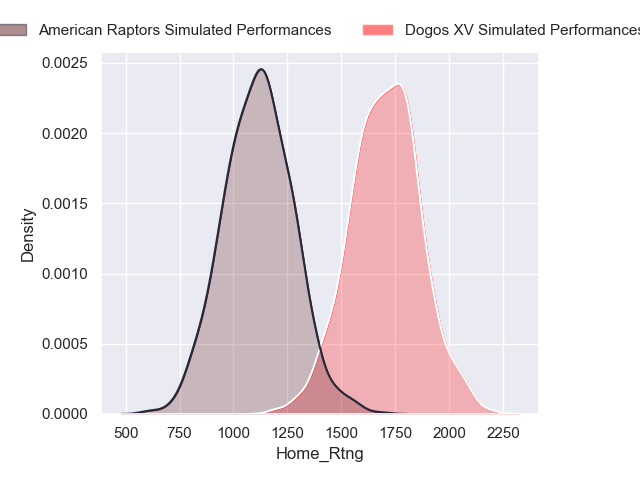 American Raptors Simulated Performances Dogos XV Simulated Performances
0.0025
0.0020
0.0015
0.0010
0.0005
0.0000
Density
500 750 1000 1250 1500 1750 2000 2250
Home_Rtng